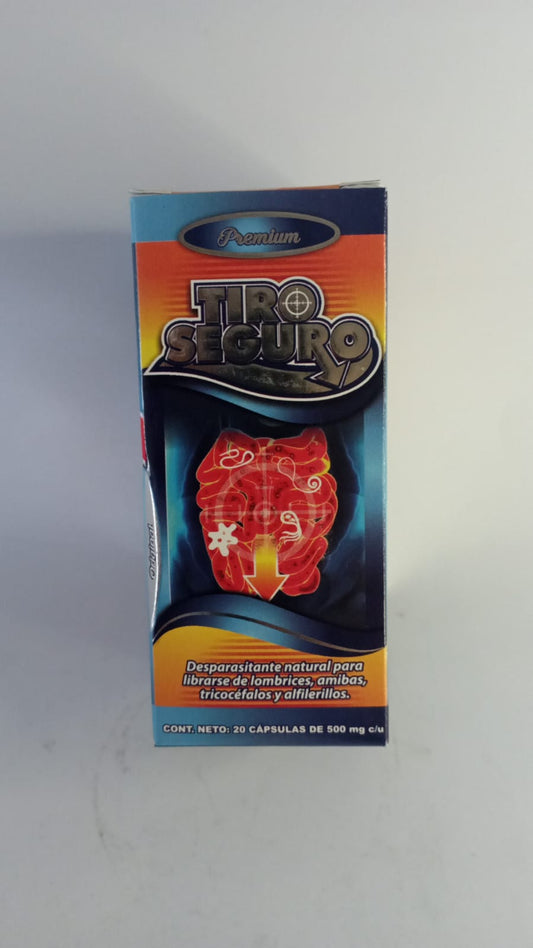 Premium
TIRO
SEGURO
Original
Desparasitante natural para
librarse de lombrices, amibas,
tricocéfalos y alfilerillos.
CONT. NETO: 20 CÁPSULAS DE 500 mg c/u